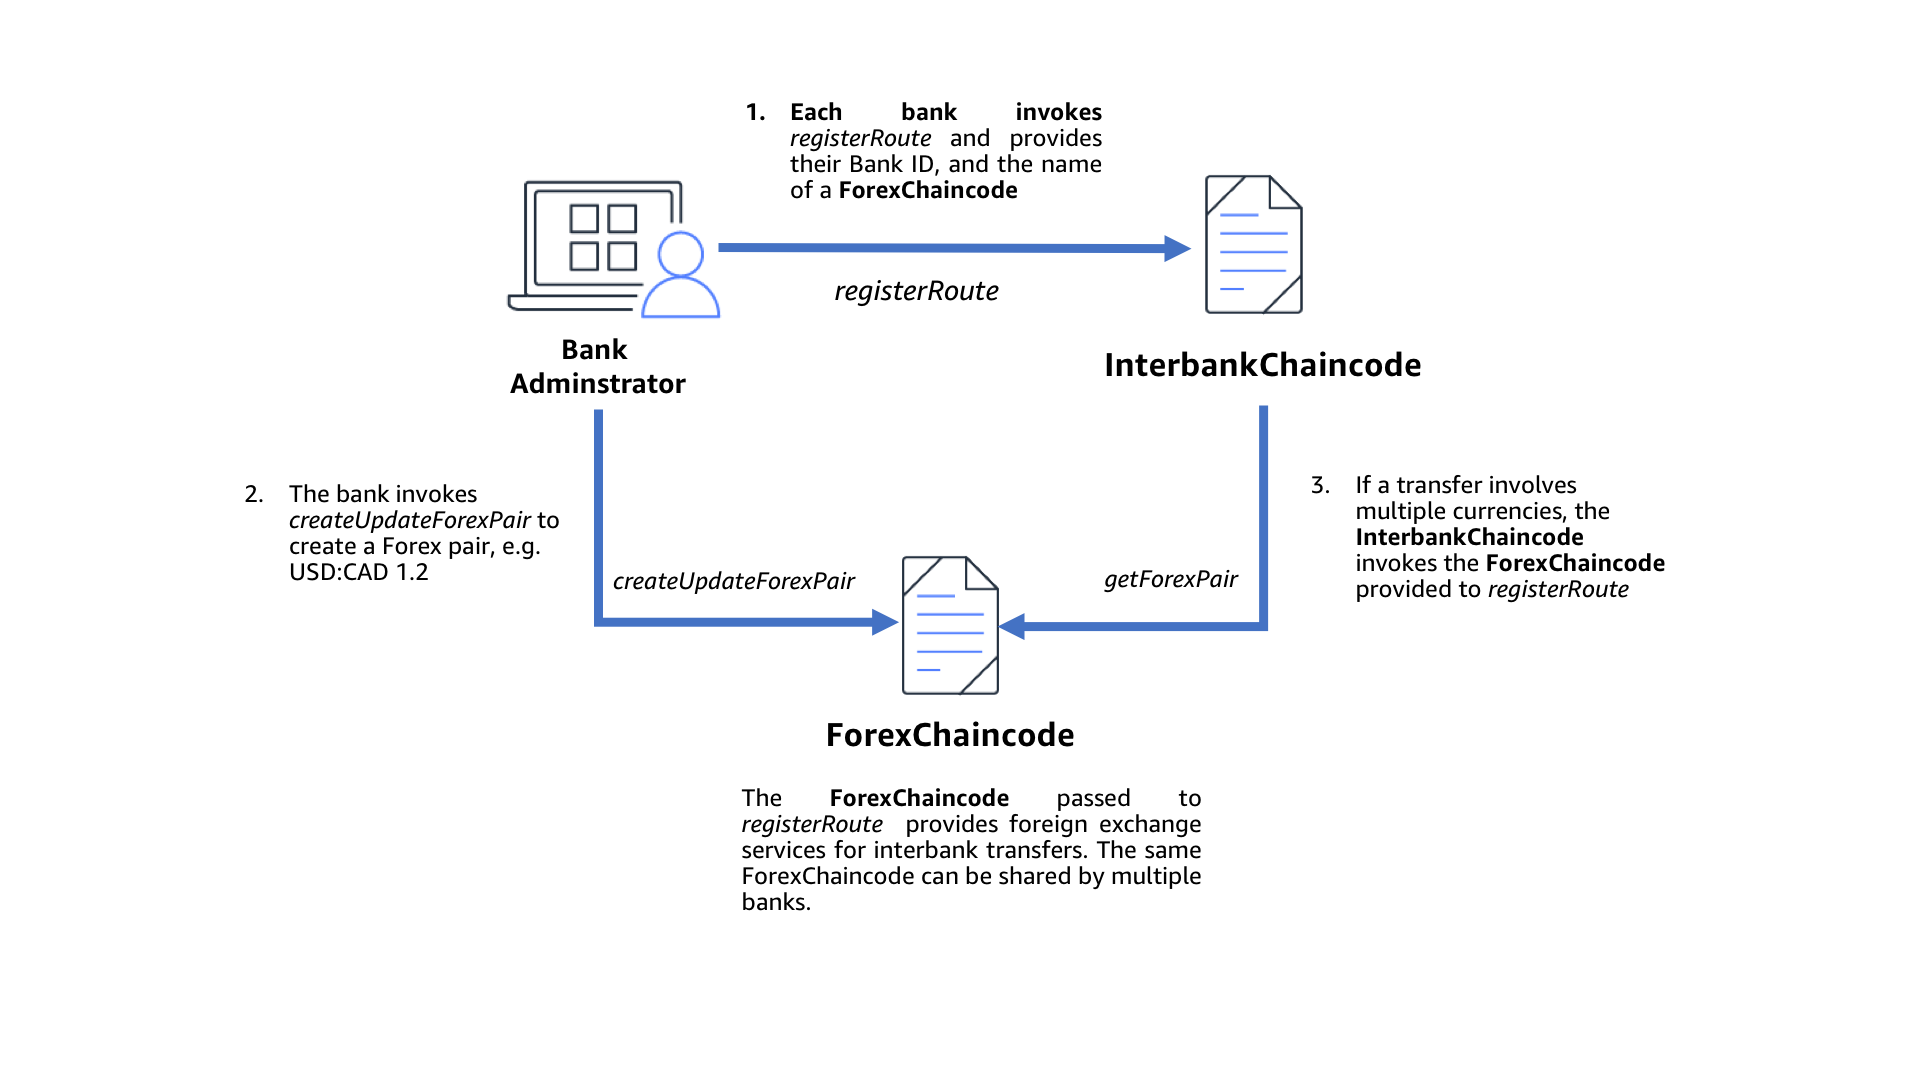 1. Each bank invokes
registerRoute and provides
their Bank ID, and the name
of a ForexChaincode
registerRoute
Bank
Adminstrator
InterbankChaincode
2. The bank invokes
createUpdateForexPair to
create a Forex pair, e.g.
USD:CAD 1.2
createUpdateForexPair
getForexPair
3. If a transfer involves
multiple currencies, the
InterbankChaincode
invokes the ForexChaincode
provided to registerRoute
ForexChaincode
The ForexChaincode passed to
registerRoute provides foreign exchange
services for interbank transfers. The same
ForexChaincode can be shared by multiple
banks.